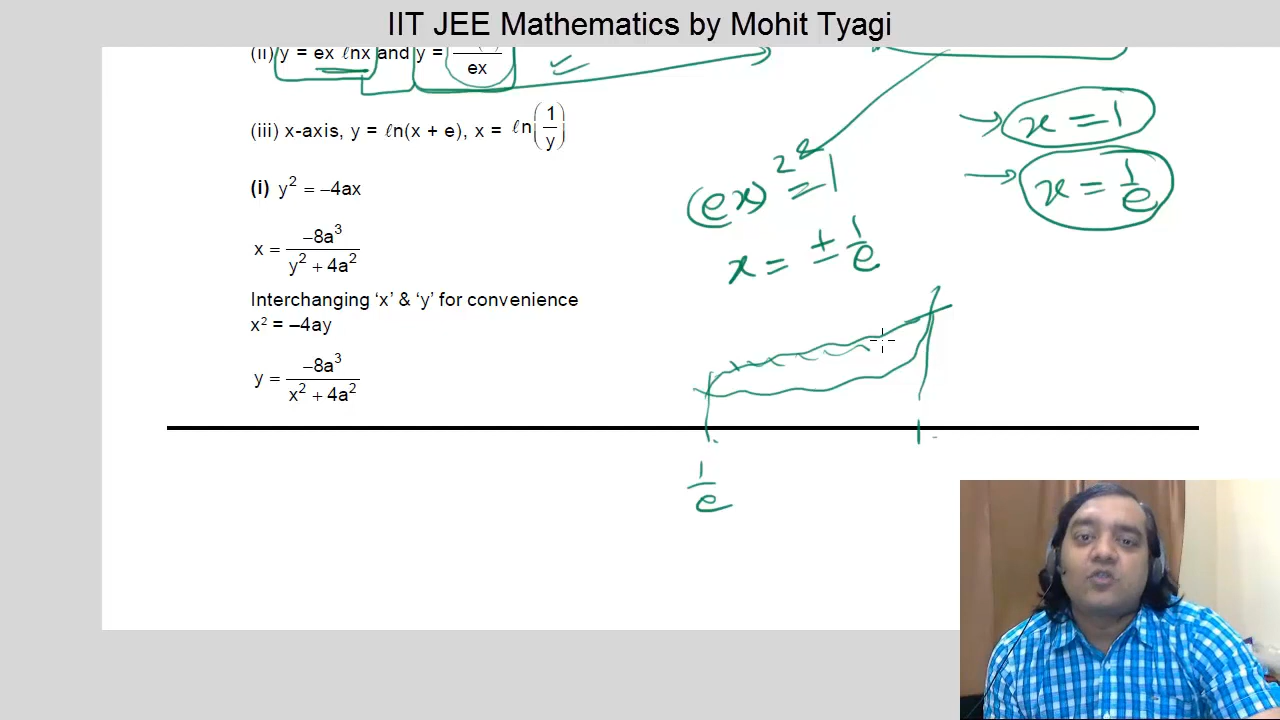 IIT JEE Mathematics by Mohit Tyagi
(ii) y = ex ℓnx and y = ex
(iii) x-axis, y = ℓn(x + e), x = ℓn(1/y)
x = 1
(i) y² = –4ax
(ex)² = 1
x = 1/e
x = –8a³/(y² + 4a²)
x = ± 1/e
Interchanging ‘x’ & ‘y’ for convenience
x² = –4ay
y = –8a³/(x² + 4a²)
1/e
1